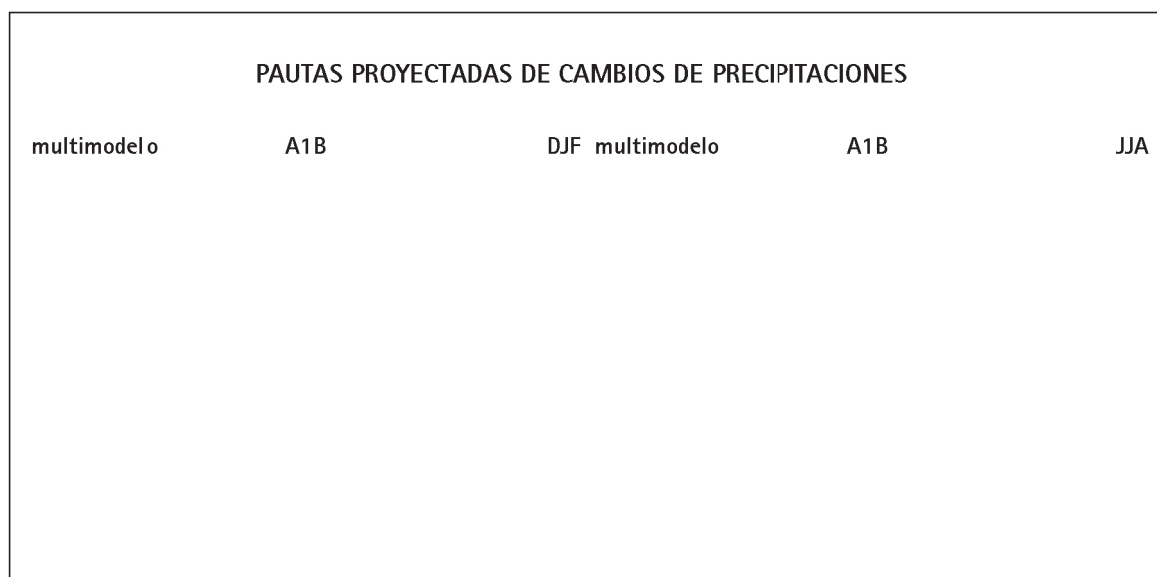 PAUTAS PROYECTADAS DE CAMBIOS DE PRECIPITACIONES
multimodelo A1B DJF multimodelo A1B JJA